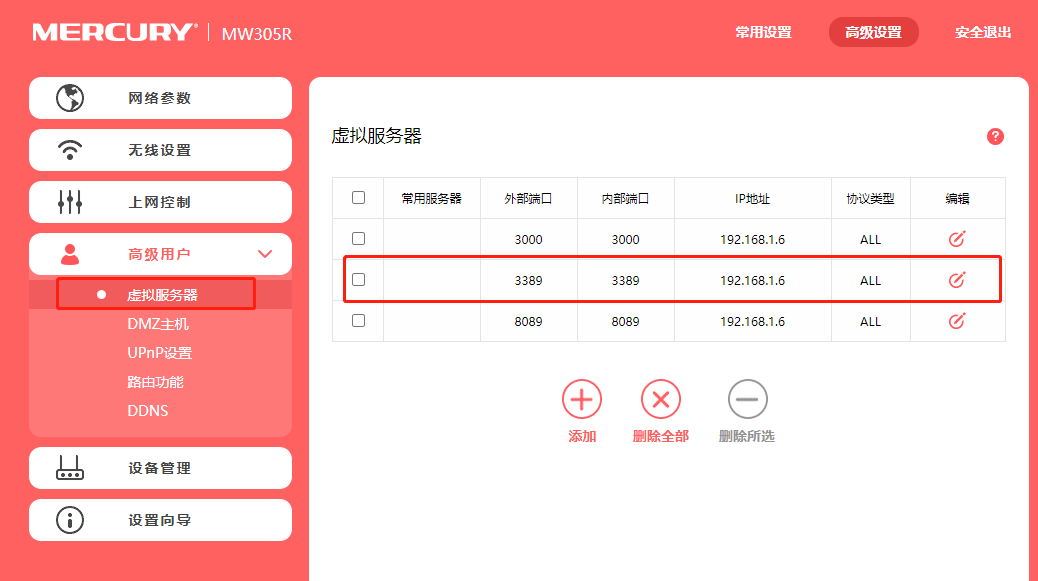 MERCURY® | MW305R
常用设置 高级设置 安全退出
网络参数
无线设置
上网控制
高级用户
虚拟服务器
DMZ主机
UPnP设置
路由功能
DDNS
设备管理
设置向导
虚拟服务器 ?
常用服务器 外部端口 内部端口 IP地址 协议类型 编辑
3000 3000 192.168.1.6 ALL
3389 3389 192.168.1.6 ALL
8089 8089 192.168.1.6 ALL
添加 删除全部 删除所选